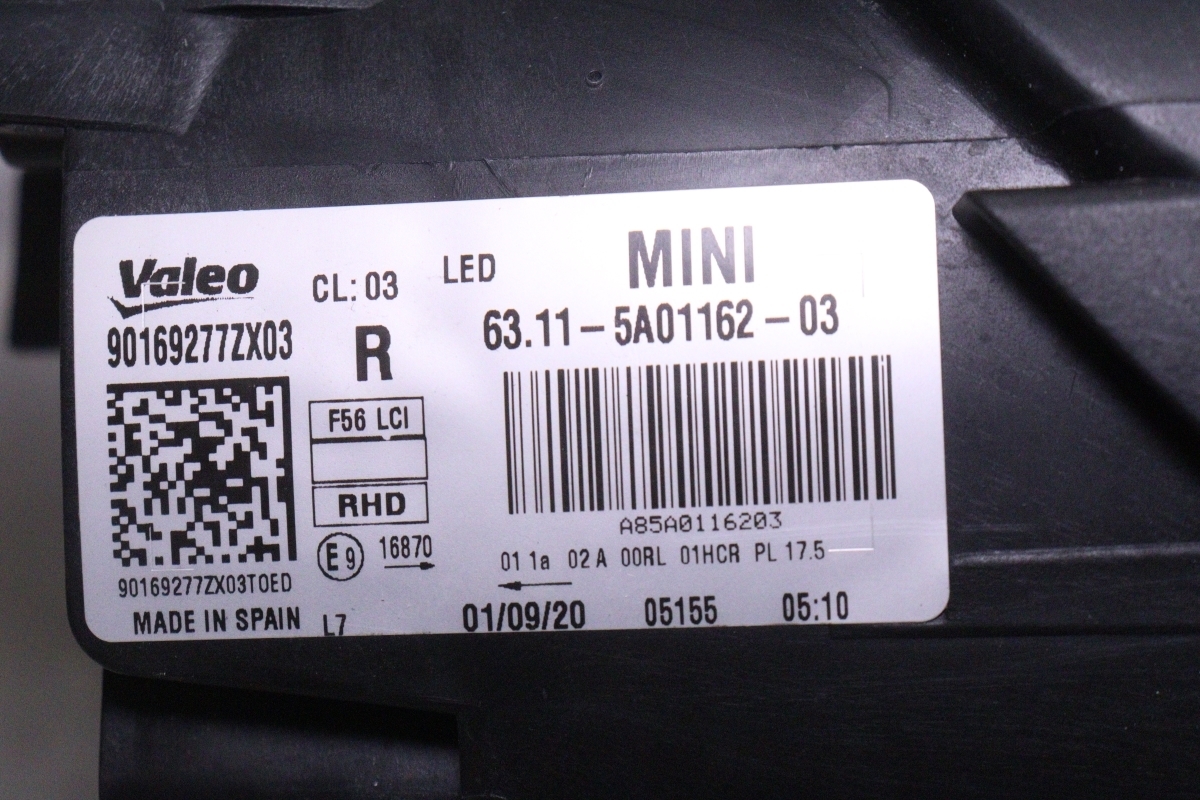 Valeo
90169277ZX03
90169277ZX03T0ED
MADE IN SPAIN
CL: 03
R
F56 LCI
RHD
E9
16870
L7
LED
MINI
63.11-5A01162-03
A85A0116203
01 1a 02 A 00RL 01HCR PL 17.5
01/09/20 05155 05:10